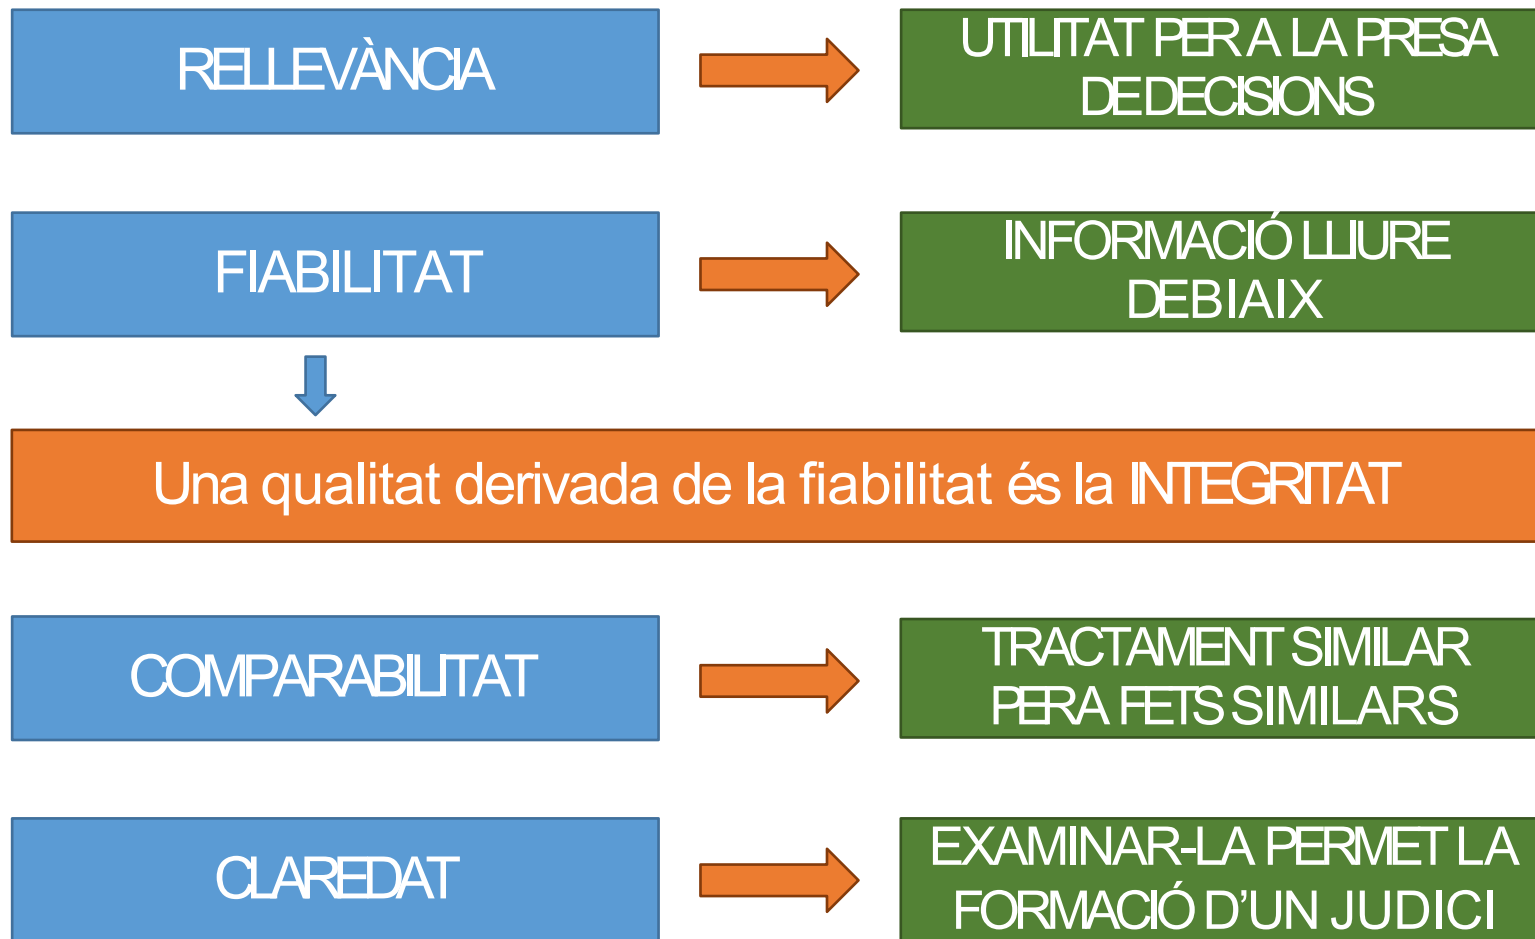 RELLEVÀNCIA
UTILITAT PER A LA PRESA
DE DECISIONS
FIABILITAT
INFORMACIÓ LLIURE
DE BIAIX
Una qualitat derivada de la fiabilitat és la INTEGRITAT
COMPARABILITAT
TRACTAMENT SIMILAR
PER A FETS SIMILARS
CLAREDAT
EXAMINAR-LA PERMET LA
FORMACIÓ D’UN JUDICI